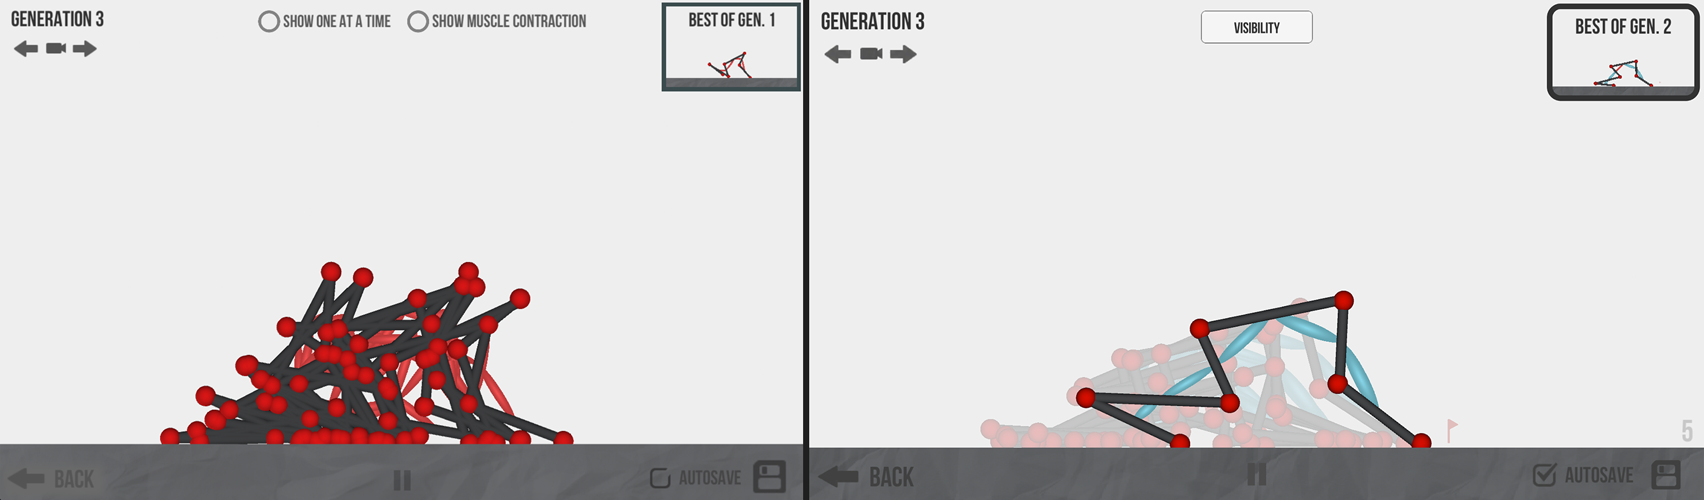 GENERATION 3
SHOW ONE AT A TIME
SHOW MUSCLE CONTRACTION
BEST OF GEN. 1
BACK
AUTOSAVE
GENERATION 3
VISIBILITY
BEST OF GEN. 2
5
BACK
AUTOSAVE